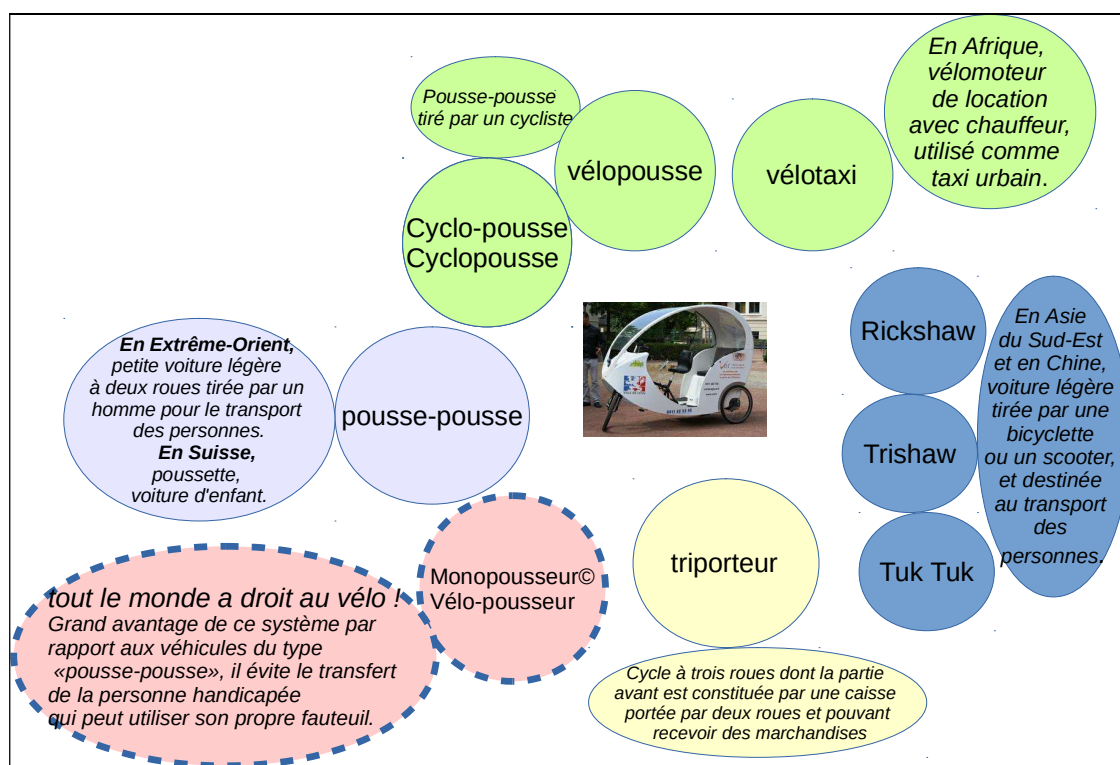 Pousse-pousse
tiré par un cycliste
vélopousse
Cyclo-pousse
Cyclopousse
vélotaxi
En Afrique,
vélomoteur
de location
avec chauffeur,
utilisé comme
taxi urbain.
En Extrême-Orient,
petite voiture légère
à deux roues tirée par un
homme pour le transport
des personnes.
En Suisse,
poussette,
voiture d'enfant.
pousse-pousse
Rickshaw
Trishaw
Tuk Tuk
En Asie
du Sud-Est
et en Chine,
voiture légère
tirée par une
bicyclette
ou un scooter,
et destinée
au transport
des
personnes.
tout le monde a droit au vélo !
Grand avantage de ce système par
rapport aux véhicules du type
«pousse-pousse», il évite le transfert
de la personne handicapée
qui peut utiliser son propre fauteuil.
Monopousseur©
Vélo-pousseur
triporteur
Cycle à trois roues dont la partie
avant est constituée par une caisse
portée par deux roues et pouvant
recevoir des marchandises